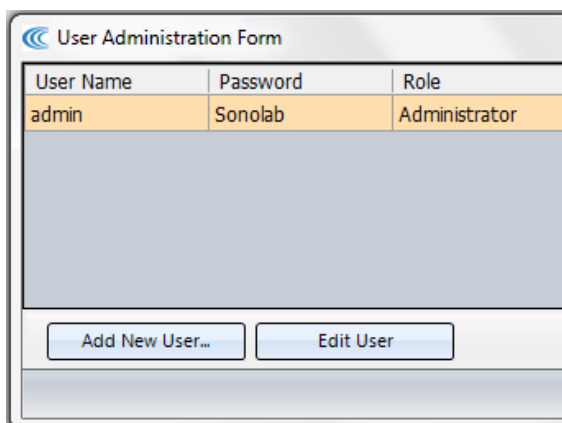 User Administration Form
User Name Password Role
admin Sonolab Administrator
Add New User... Edit User